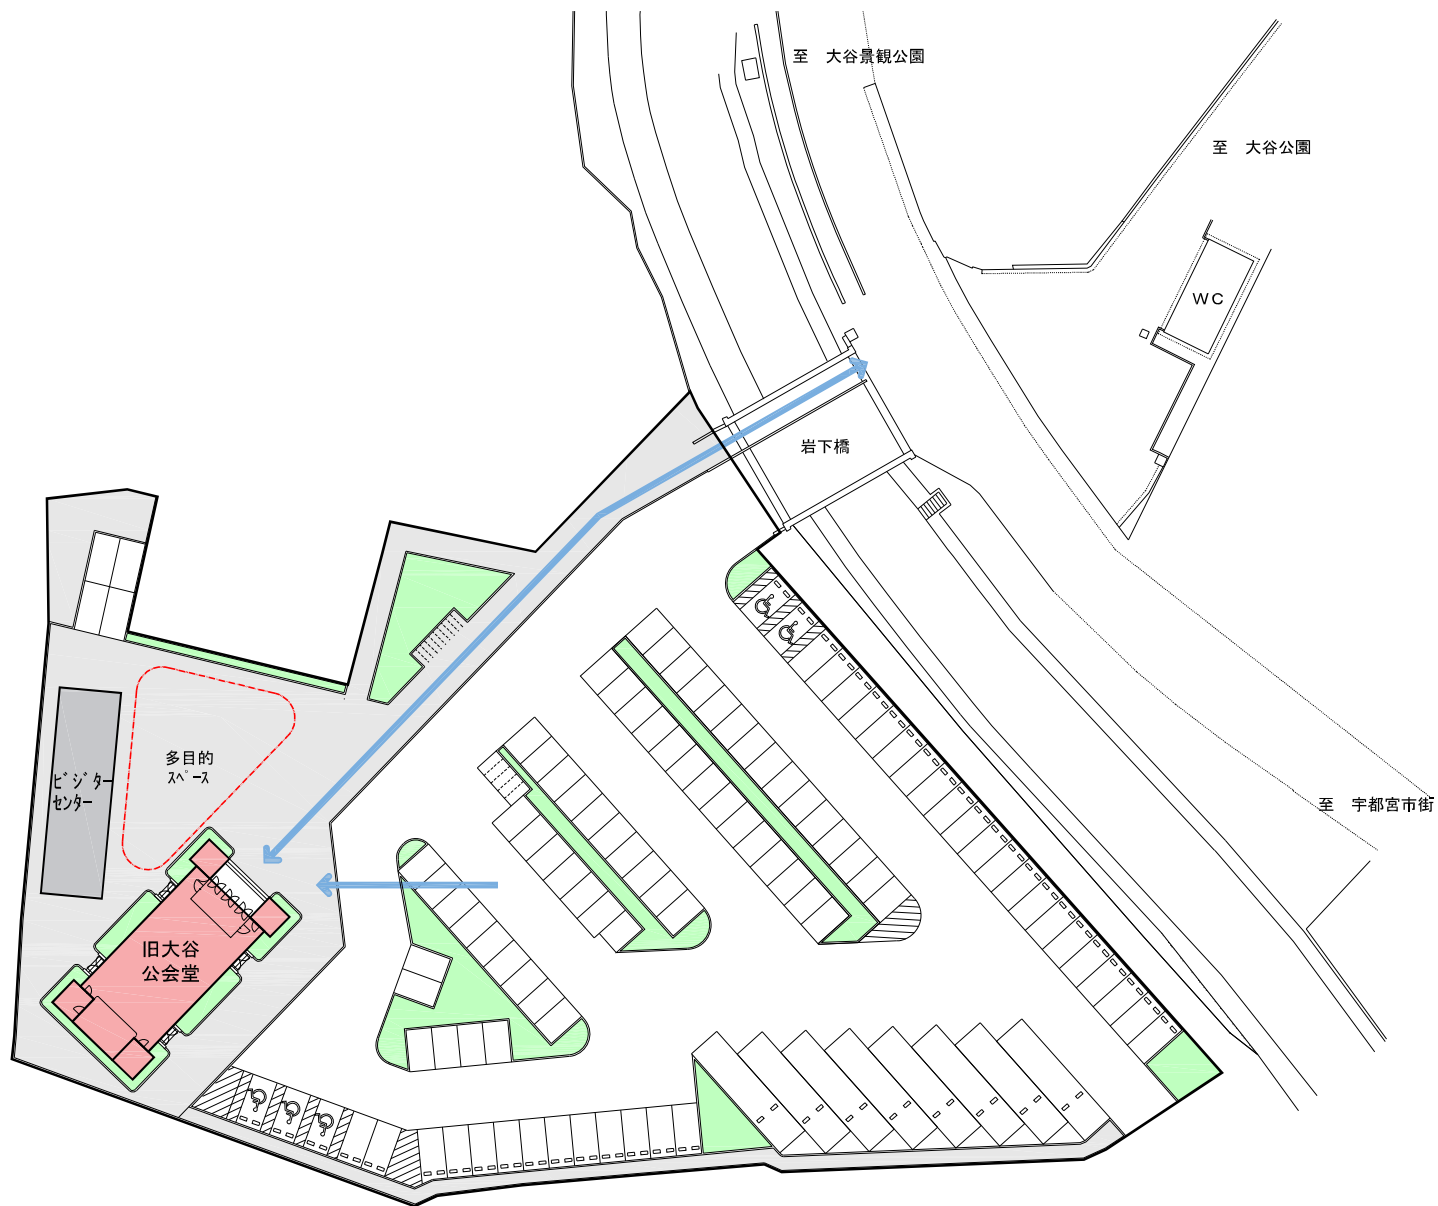 至　大谷景観公園
至　大谷公園
WC
岩下橋
多目的
ｽﾍﾟｰｽ
ﾋﾞｼﾞﾀｰ
ｾﾝﾀｰ
至　宇都宮市街
旧大谷
公会堂